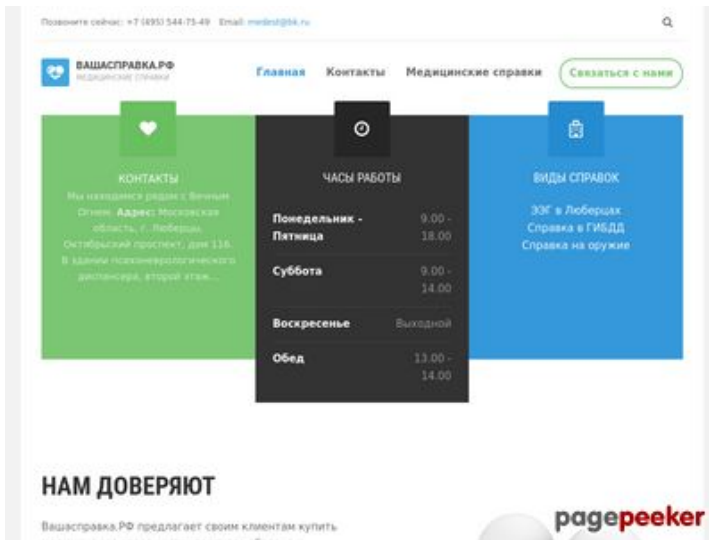 Позвоните сейчас: +7 (495) 544-75-49 Email: medest@bk.ru
ВАШАСПРАВКА.РФ
МЕДИЦИНСКИЕ СПРАВКИ
Главная Контакты Медицинские справки Связаться с нами
КОНТАКТЫ
Мы находимся рядом с Вечным
Огнем. Адрес: Московская
область, г. Люберцы,
Октябрьский проспект, дом 116.
В здании психоневрологического
диспансера, второй этаж...
ЧАСЫ РАБОТЫ
Понедельник - 9.00 -
Пятница 18.00
Суббота 9.00 -
14.00
Воскресенье Выходной
Обед 13.00 -
14.00
ВИДЫ СПРАВОК
ЭЭГ в Люберцах
Справка в ГИБДД
Справка на оружие
НАМ ДОВЕРЯЮТ
Вашасправка.РФ предлагает своим клиентам купить
pagepeeker